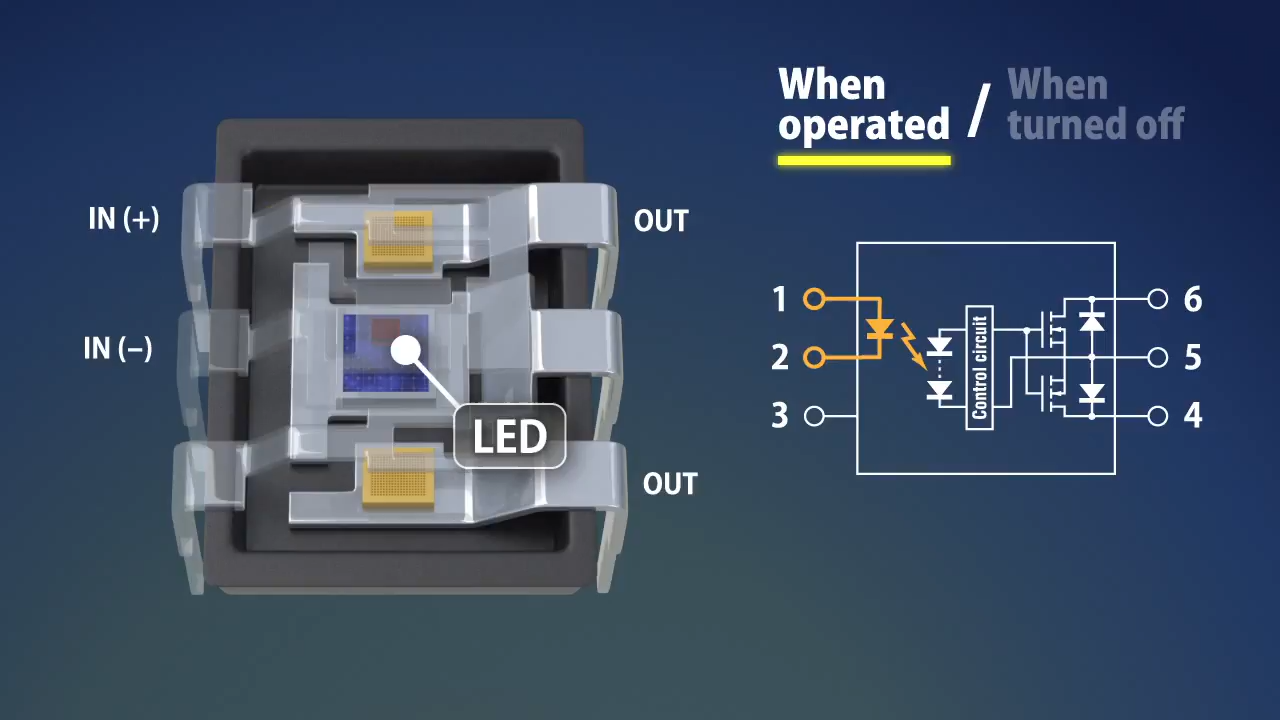 When
operated
/
When
turned off
IN (+)
OUT
IN (−)
LED
OUT
1
2
3
Control circuit
6
5
4